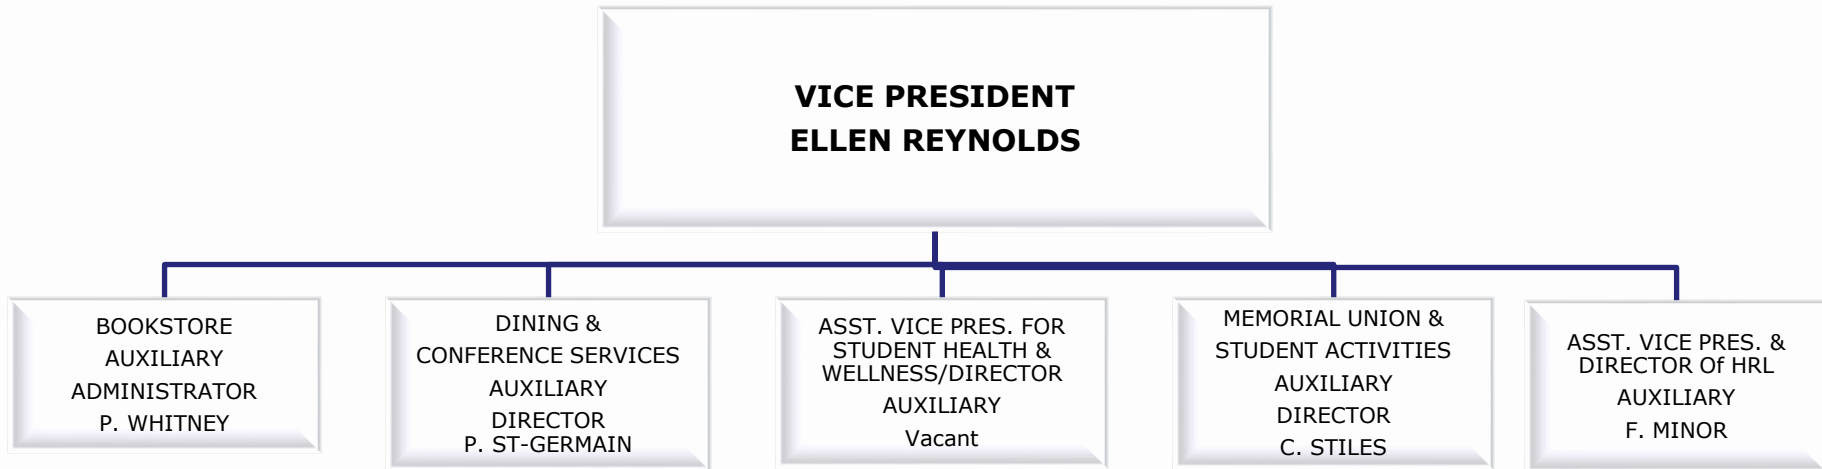 VICE PRESIDENT
ELLEN REYNOLDS
BOOKSTORE
AUXILIARY
ADMINISTRATOR
P. WHITNEY
DINING &
CONFERENCE SERVICES
AUXILIARY
DIRECTOR
P. ST-GERMAIN
ASST. VICE PRES. FOR
STUDENT HEALTH &
WELLNESS/DIRECTOR
AUXILIARY
Vacant
MEMORIAL UNION &
STUDENT ACTIVITIES
AUXILIARY
DIRECTOR
C. STILES
ASST. VICE PRES. &
DIRECTOR Of HRL
AUXILIARY
F. MINOR